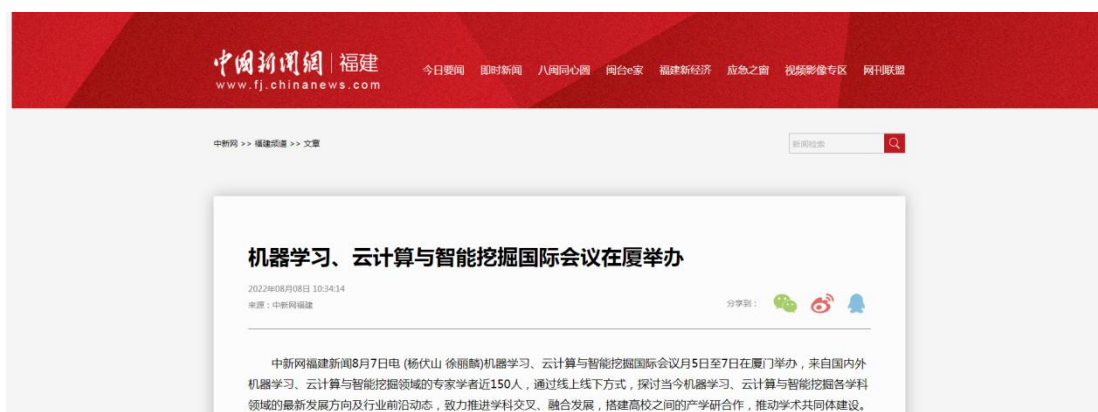 中国新闻网 福建
www.fj.chinanews.com
今日要闻 即时新闻 八闽同心圆 闽台e家 福建新经济 应急之窗 视频影像专区 网刊联盟
中新网 >> 福建频道 >> 文章
新闻检索
机器学习、云计算与智能挖掘国际会议在厦举办
2022年08月08日 10:34:14
来源：中新网福建
分享到：
中新网福建新闻8月7日电 (杨伏山 徐丽麟)机器学习、云计算与智能挖掘国际会议月5日至7日在厦门举办，来自国内外
机器学习、云计算与智能挖掘领域的专家学者近150人，通过线上线下方式，探讨当今机器学习、云计算与智能挖掘各学科
领域的最新发展方向及行业前沿动态，致力推进学科交叉、融合发展，搭建高校之间的产学研合作，推动学术共同体建设。